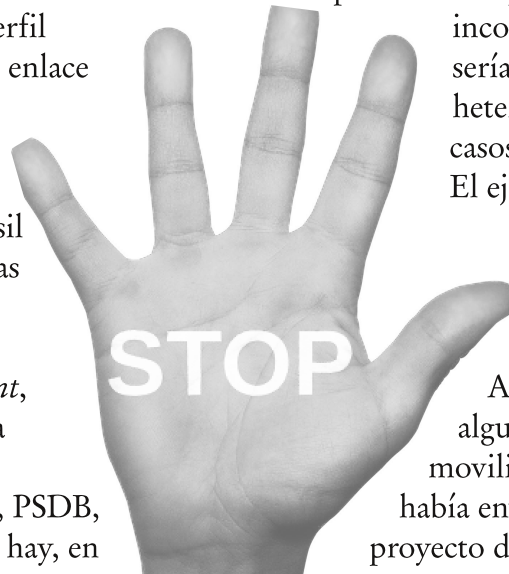 erfil
enlace
sil
as
STOP
nt,
a
, PSDB,
hay, en
inco
sería
hete
casos
El ej
A
algu
movili
había en
proyecto d